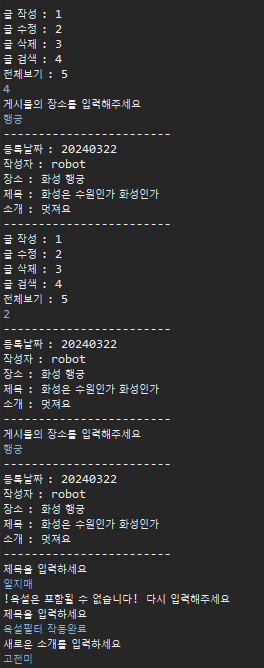 글 작성 : 1
글 수정 : 2
글 삭제 : 3
글 검색 : 4
전체보기 : 5
4
게시물의 장소를 입력해주세요
행궁
------------------------
등록날짜 : 20240322
작성자 : robot
장소 : 화성 행궁
제목 : 화성은 수원인가 화성인가
소개 : 멋져요
------------------------
글 작성 : 1
글 수정 : 2
글 삭제 : 3
글 검색 : 4
전체보기 : 5
2
------------------------
등록날짜 : 20240322
작성자 : robot
장소 : 화성 행궁
제목 : 화성은 수원인가 화성인가
소개 : 멋져요
------------------------
게시물의 장소를 입력해주세요
행궁
------------------------
등록날짜 : 20240322
작성자 : robot
장소 : 화성 행궁
제목 : 화성은 수원인가 화성인가
소개 : 멋져요
------------------------
제목을 입력하세요
일지매
!욕설은 포함될 수 없습니다! 다시 입력해주세요
제목을 입력하세요
욕설필터 작동완료
새로운 소개를 입력하세요
고전미